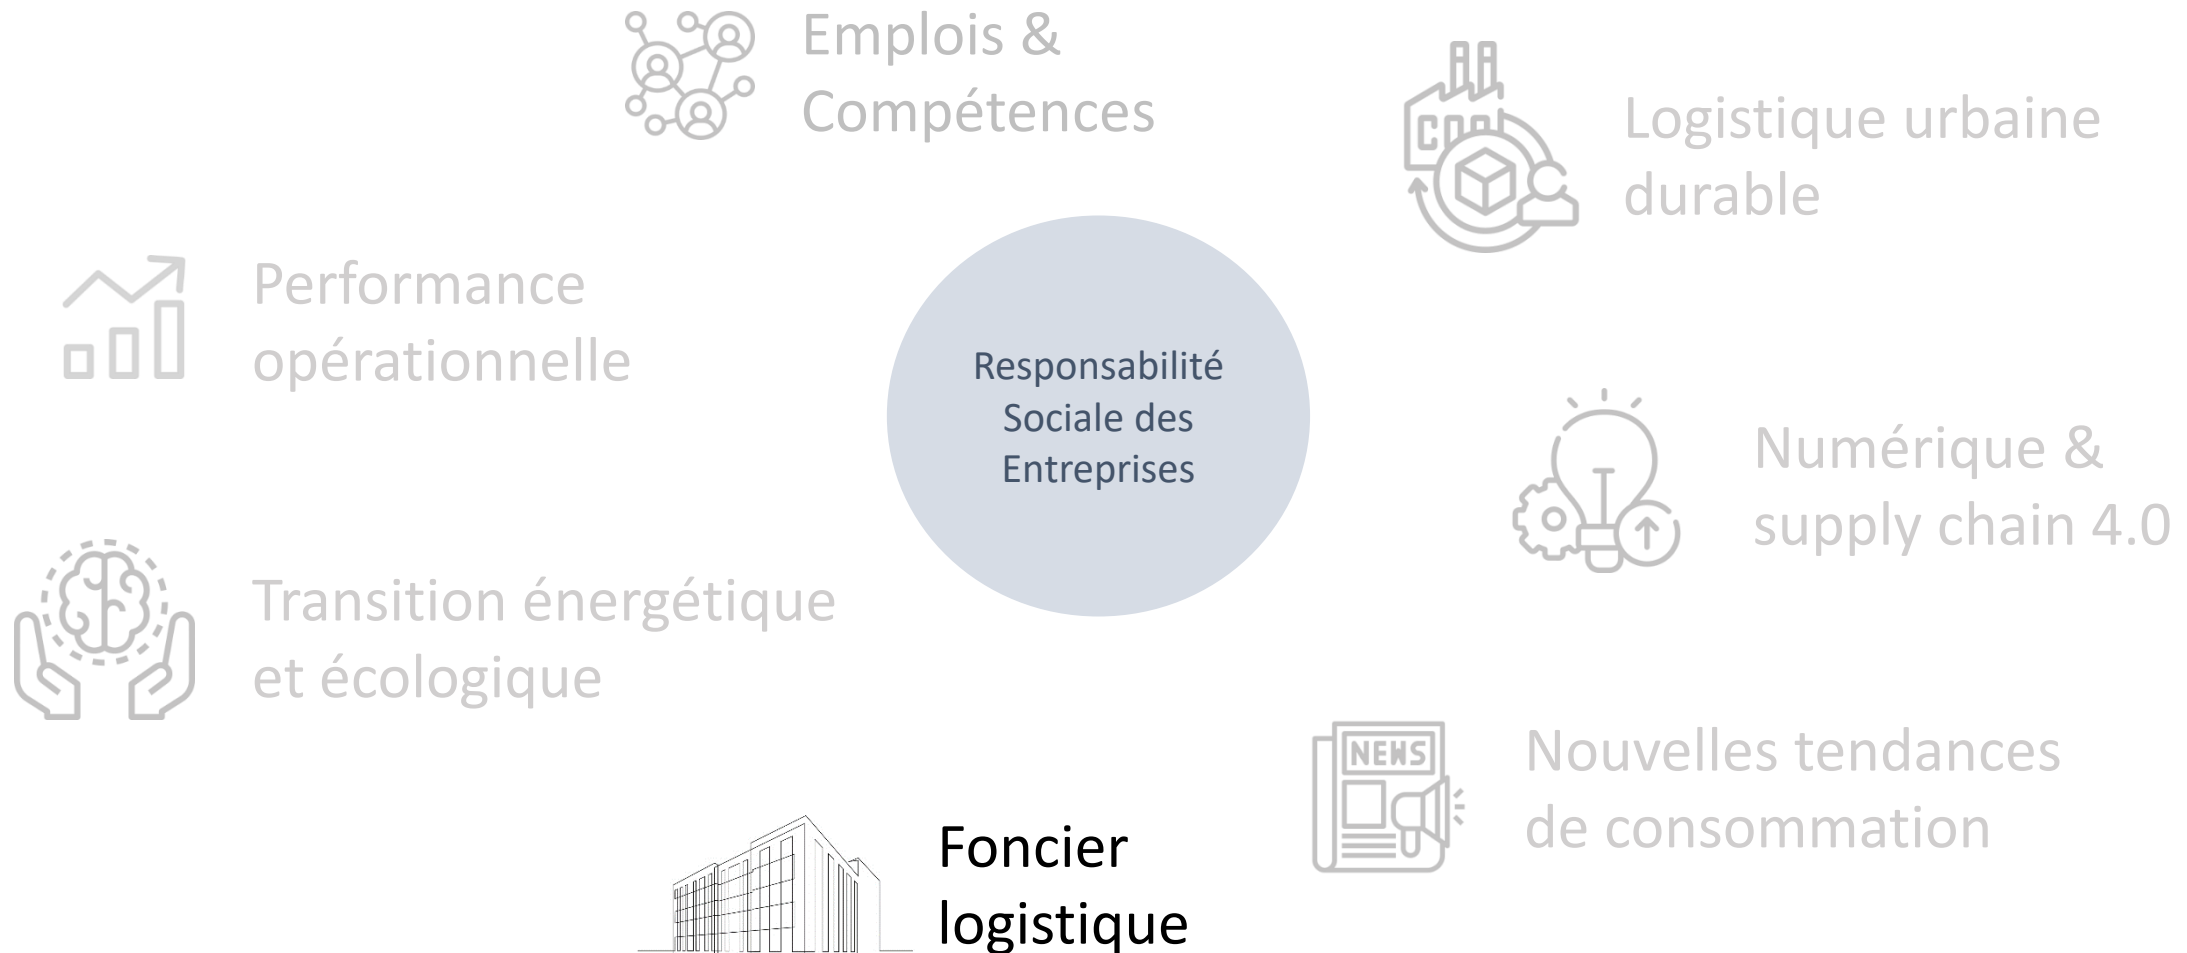 Emplois &
Compétences
Logistique urbaine
durable
Performance
opérationnelle
Responsabilité
Sociale des
Entreprises
Numérique &
supply chain 4.0
Transition énergétique
et écologique
NEWS
Nouvelles tendances
de consommation
Foncier
logistique